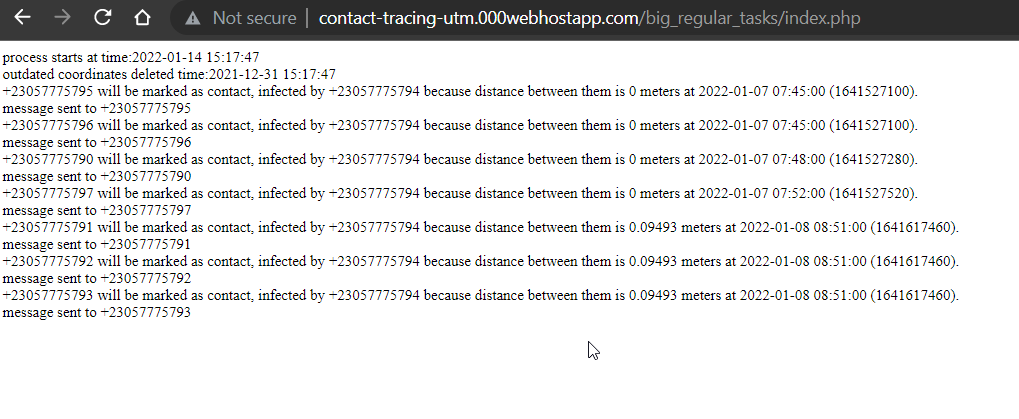 Not secure | contact-tracing-utm.000webhostapp.com/big_regular_tasks/index.php
process starts at time:2022-01-14 15:17:47
outdated coordinates deleted time:2021-12-31 15:17:47
+23057775795 will be marked as contact, infected by +23057775794 because distance between them is 0 meters at 2022-01-07 07:45:00 (1641527100).
message sent to +23057775795
+23057775796 will be marked as contact, infected by +23057775794 because distance between them is 0 meters at 2022-01-07 07:45:00 (1641527100).
message sent to +23057775796
+23057775790 will be marked as contact, infected by +23057775794 because distance between them is 0 meters at 2022-01-07 07:48:00 (1641527280).
message sent to +23057775790
+23057775797 will be marked as contact, infected by +23057775794 because distance between them is 0 meters at 2022-01-07 07:52:00 (1641527520).
message sent to +23057775797
+23057775791 will be marked as contact, infected by +23057775794 because distance between them is 0.09493 meters at 2022-01-08 08:51:00 (1641617460).
message sent to +23057775791
+23057775792 will be marked as contact, infected by +23057775794 because distance between them is 0.09493 meters at 2022-01-08 08:51:00 (1641617460).
message sent to +23057775792
+23057775793 will be marked as contact, infected by +23057775794 because distance between them is 0.09493 meters at 2022-01-08 08:51:00 (1641617460).
message sent to +23057775793